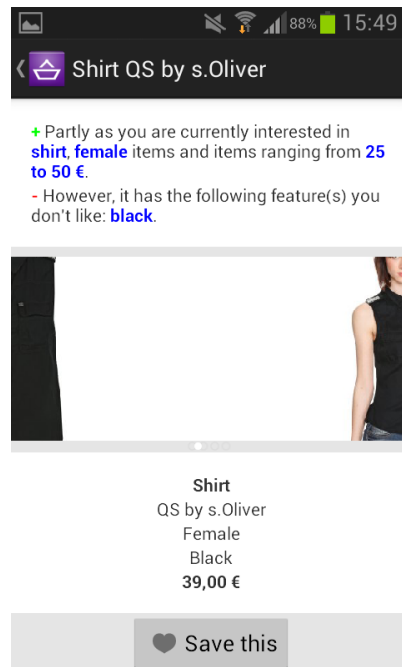 88% 15:49
Shirt QS by s.Oliver
+ Partly as you are currently interested in
shirt, female items and items ranging from 25
to 50 €.
- However, it has the following feature(s) you
don't like: black.
Shirt
QS by s.Oliver
Female
Black
39,00 €
Save this